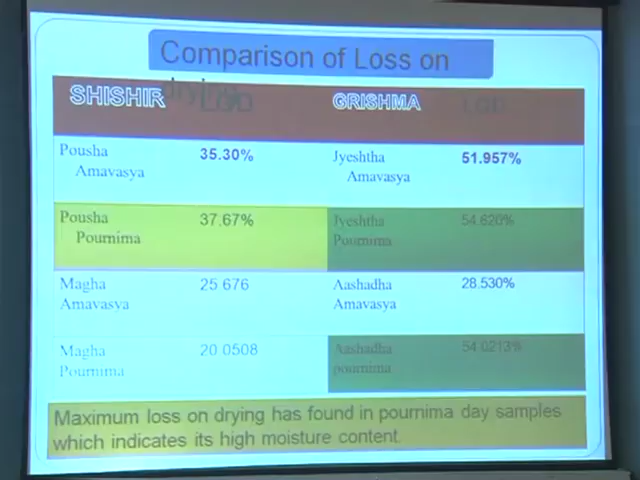 Comparison of Loss on
drying
SHISHIR LOD GRISHMA LOD
Pousha Amavasya 35.30% Jyeshtha Amavasya 51.957%
Pousha Pournima 37.67% Jyeshtha Pournima 54.620%
Magha Amavasya 25 676 Aashadha Amavasya 28.530%
Magha Pournima 20 0508 Aashadha pournima 54.0213%
Maximum loss on drying has found in pournima day samples
which indicates its high moisture content.